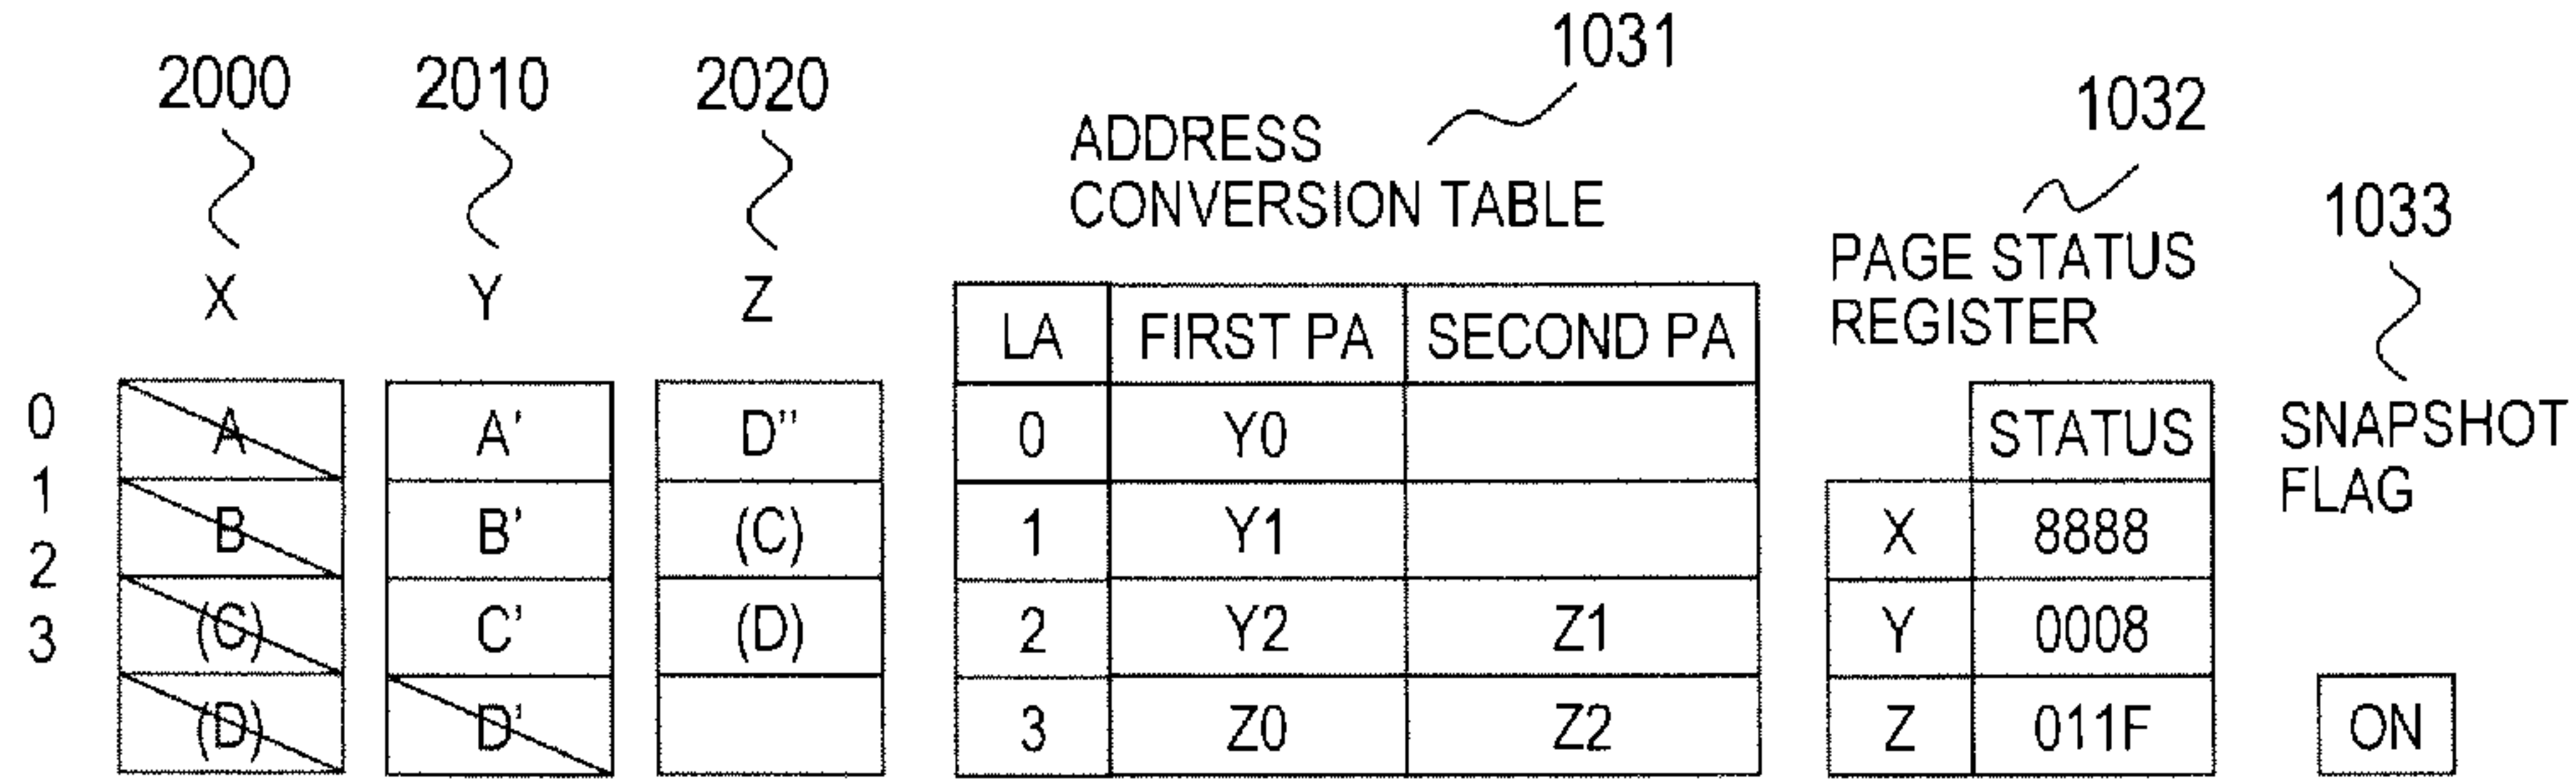 2000 2010 2020 1031
ADDRESS
CONVERSION TABLE
1032
1033
X Y Z
PAGE STATUS
REGISTER
LA FIRST PA SECOND PA
SNAPSHOT
FLAG
STATUS
0 A A' D" 0 Y0
1 B B' (C) 1 Y1 X 8888
2 (C) C' (D) 2 Y2 Z1 Y 0008
3 (D) D' 3 Z0 Z2 Z 011F ON